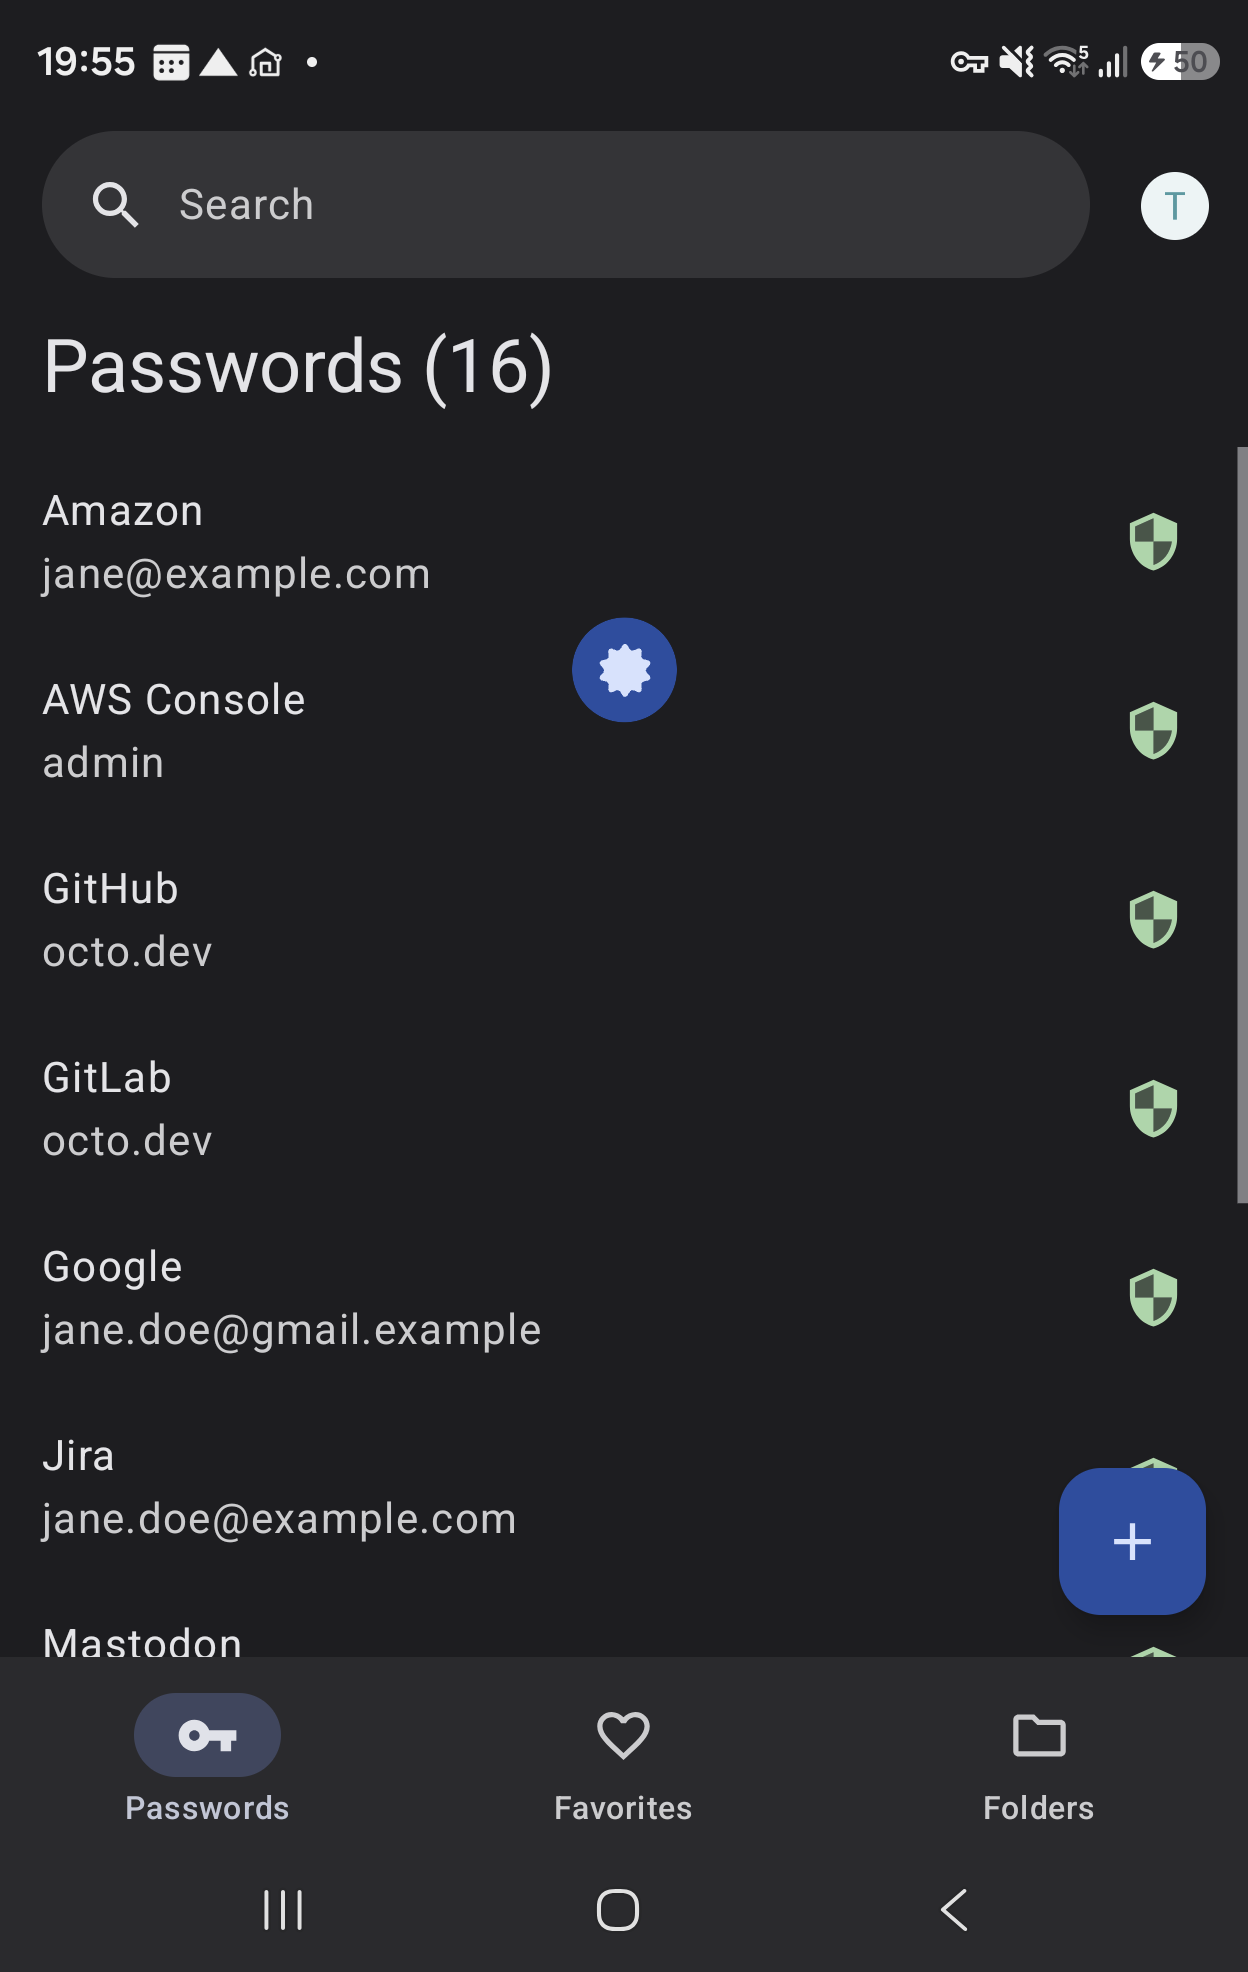 19:55
5
50
Search
T
Passwords (16)
Amazon
jane@example.com
AWS Console
admin
GitHub
octo.dev
GitLab
octo.dev
Google
jane.doe@gmail.example
Jira
jane.doe@example.com
Mastodon
Passwords
Favorites
Folders